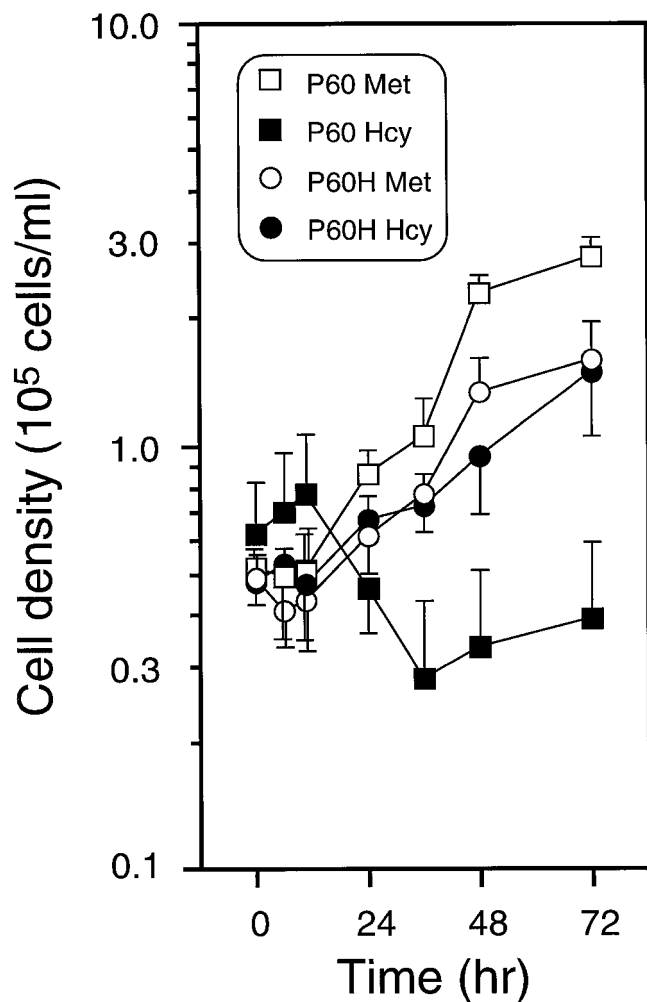 10.0
P60 Met
P60 Hcy
P60H Met
P60H Hcy
3.0
1.0
0.3
0.1
Cell density (10⁵ cells/ml)
0 24 48 72
Time (hr)